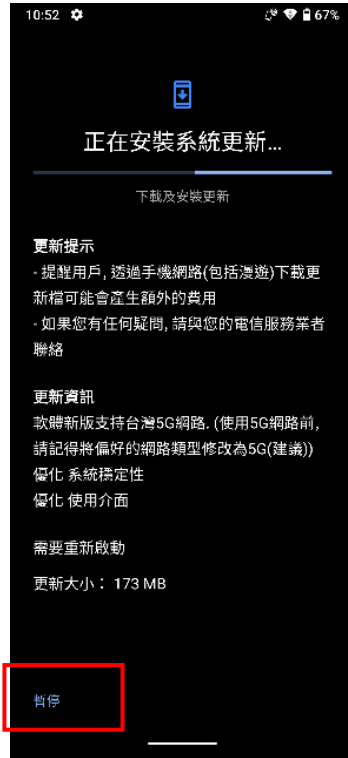 10:52 67%
正在安裝系統更新...
下載及安裝更新
更新提示
- 提醒用戶, 透過手機網路(包括漫遊)下載更
新檔可能會產生額外的費用
- 如果您有任何疑問, 請與您的電信服務業者
聯絡
更新資訊
軟體新版支持台灣5G網路. (使用5G網路前,
請記得將偏好的網路類型修改為5G(建議))
優化 系統穩定性
優化 使用介面
需要重新啟動
更新大小： 173 MB
暫停